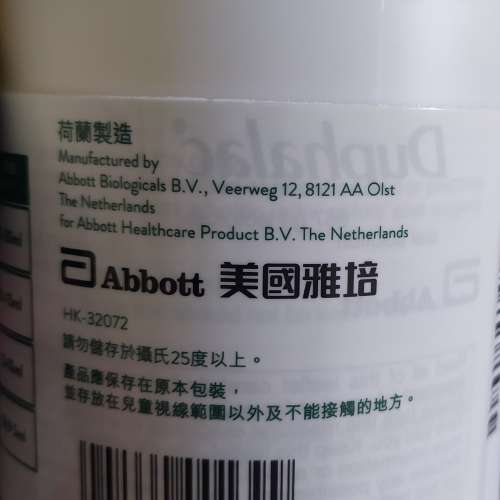 荷蘭製造
Manufactured by
Abbott Biologicals B.V., Veerweg 12, 8121 AA Olst
The Netherlands
for Abbott Healthcare Product B.V. The Netherlands
Abbott 美國雅培
HK-32072
請勿儲存於攝氏25度以上。
產品應保存在原本包裝，
並存放在兒童視線範圍以外及不能接觸的地方。
Duphalac